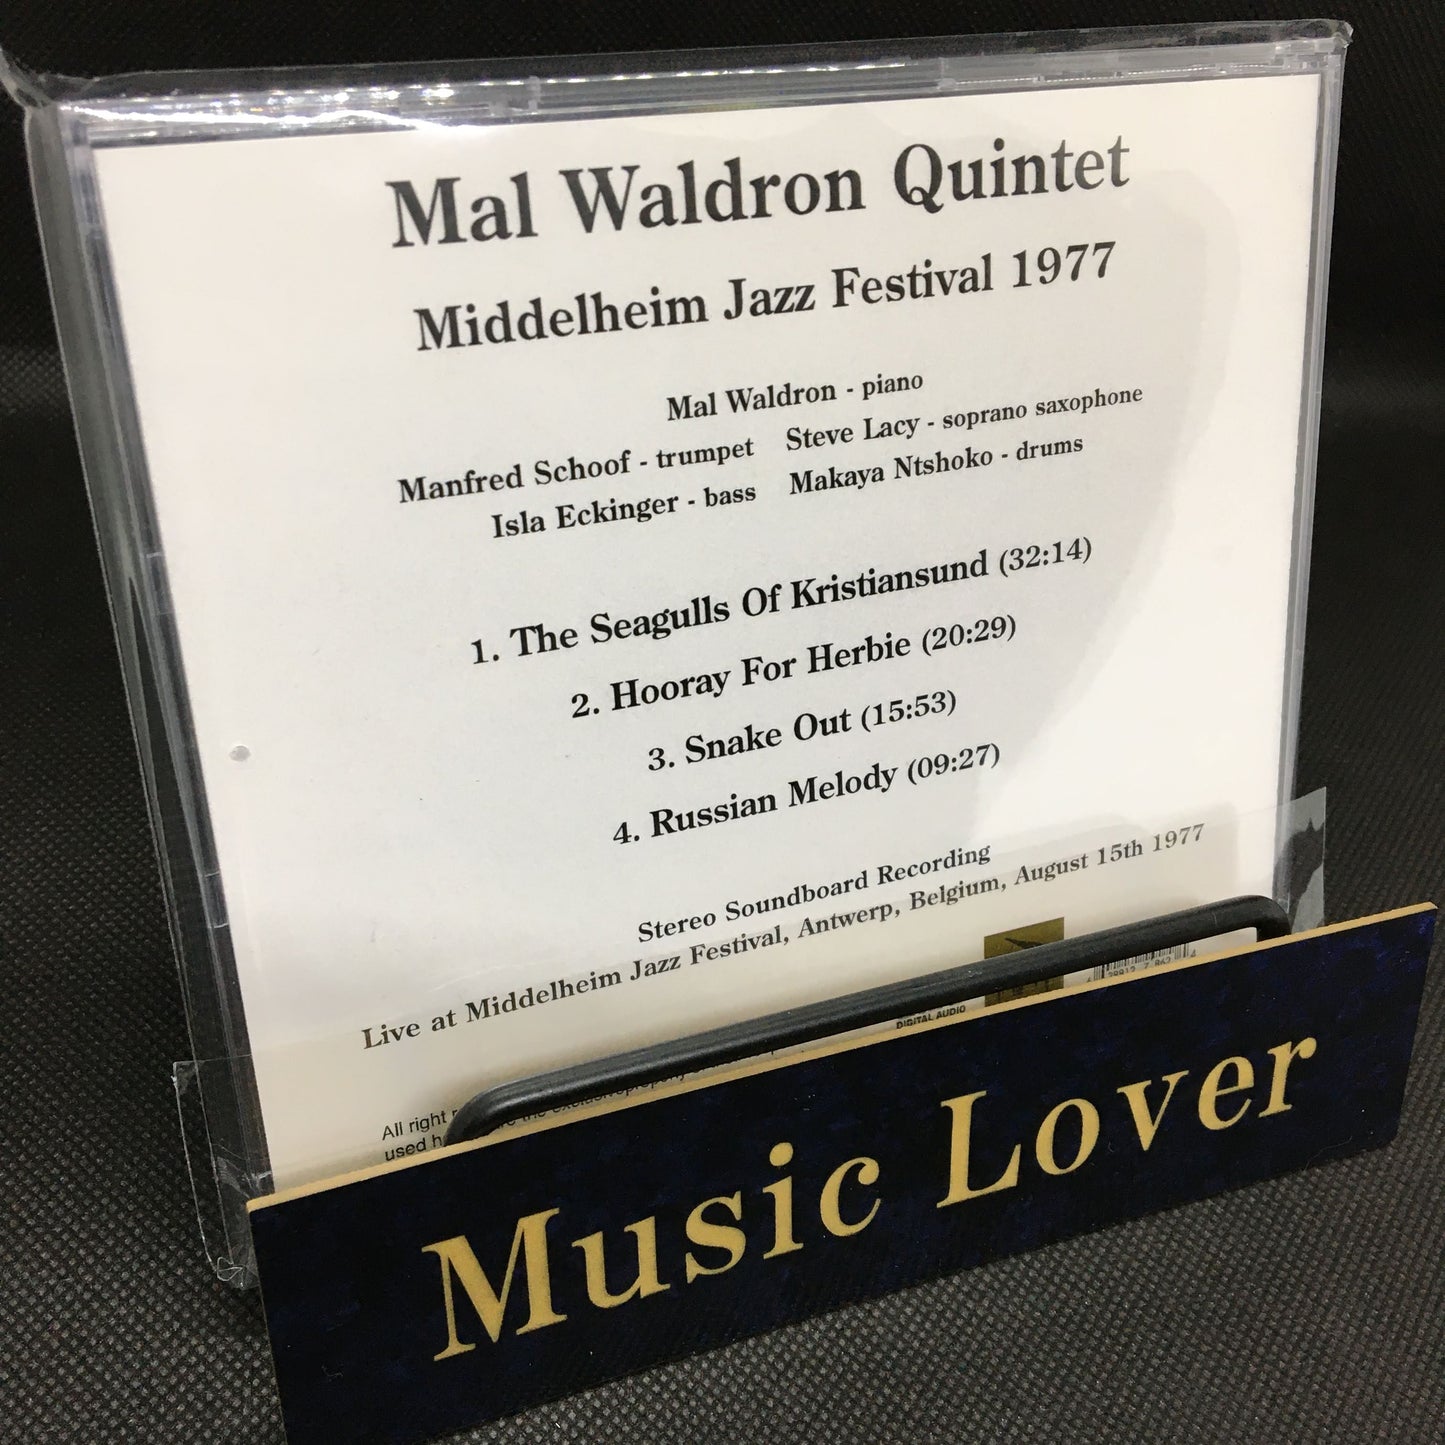 Mal Waldron Quintet
Middelheim Jazz Festival 1977
Mal Waldron - piano
Manfred Schoof - trumpet Steve Lacy - soprano saxophone
Isla Eckinger - bass Makaya Ntshoko - drums
1. The Seagulls Of Kristiansund (32:14)
2. Hooray For Herbie (20:29)
3. Snake Out (15:53)
4. Russian Melody (09:27)
Stereo Soundboard Recording
Live at Middelheim Jazz Festival, Antwerp, Belgium, August 15th 1977
DIGITAL AUDIO
All right
used
Music Lover